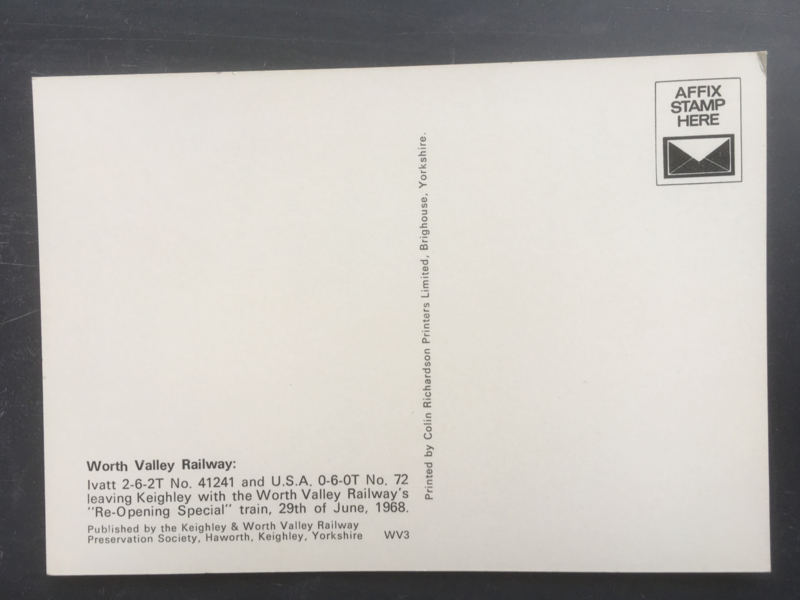 AFFIX
STAMP
HERE
Printed by Colin Richardson Printers Limited, Brighouse, Yorkshire.
Worth Valley Railway:
Ivatt 2-6-2T No. 41241 and U.S.A. 0-6-0T No. 72
leaving Keighley with the Worth Valley Railway's
"Re-Opening Special" train, 29th of June, 1968.
Published by the Keighley & Worth Valley Railway
Preservation Society, Haworth, Keighley, Yorkshire WV3